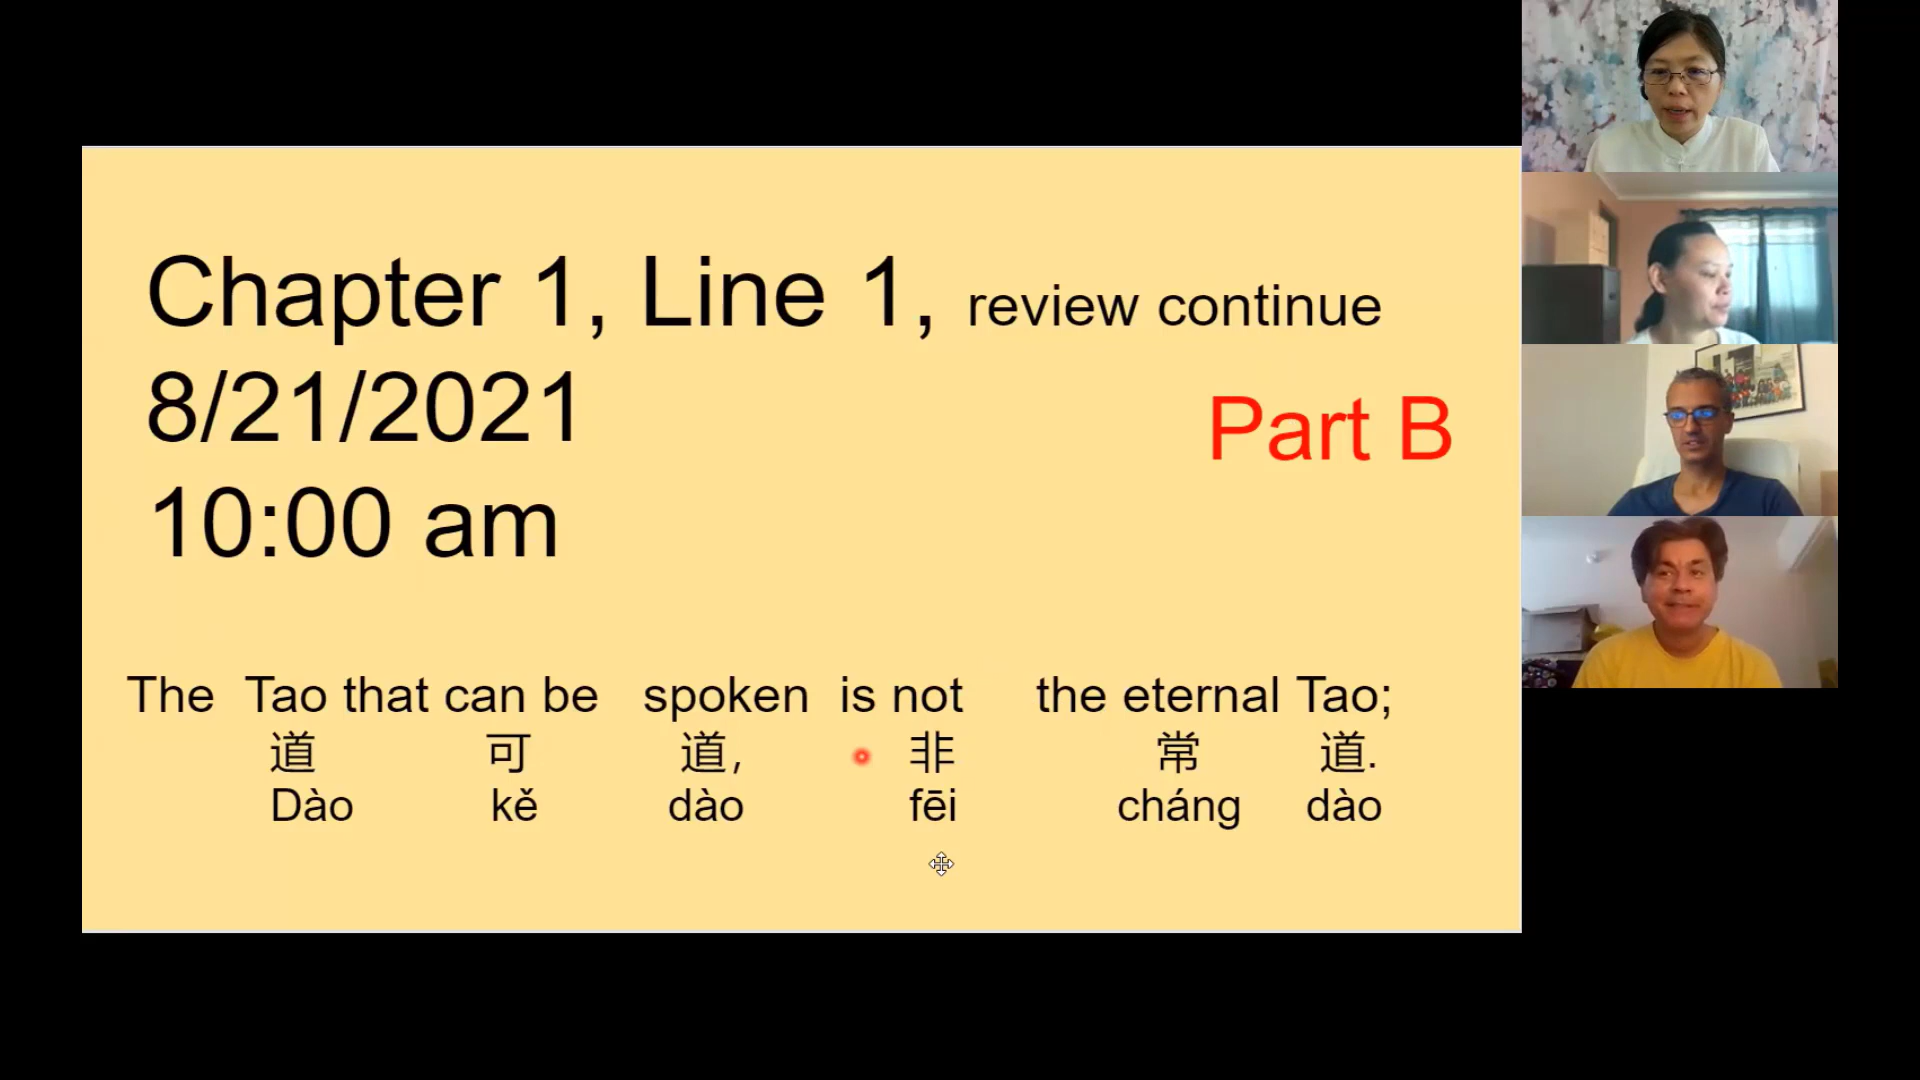 Chapter 1, Line 1, review continue
8/21/2021
Part B
10:00 am
The Tao that can be spoken is not the eternal Tao;
道 可 道, 非 常 道.
Dào kě dào fēi cháng dào